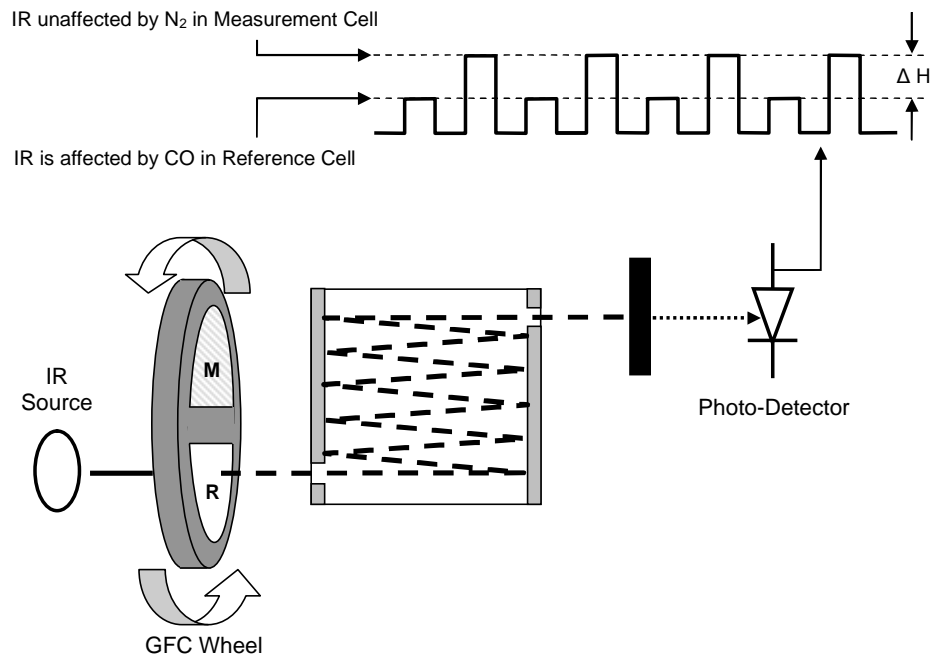 IR unaffected by N₂ in Measurement Cell
Δ H
IR is affected by CO in Reference Cell
M
IR
Source
R
Photo-Detector
GFC Wheel